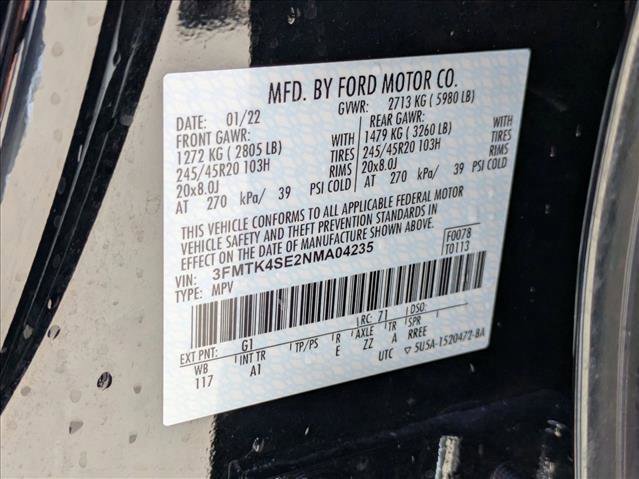 MFD. BY FORD MOTOR CO.
DATE: 01/22 GVWR: 2713 KG ( 5980 LB)
FRONT GAWR: REAR GAWR:
1272 KG ( 2805 LB) WITH 1479 KG ( 3260 LB) WITH
245/45R20 103H TIRES 245/45R20 103H TIRES
20x8.0J RIMS 20x8.0J RIMS
AT 270 kPa/ 39 PSI COLD AT 270 kPa/ 39 PSI COLD
THIS VEHICLE CONFORMS TO ALL APPLICABLE FEDERAL MOTOR
VEHICLE SAFETY AND THEFT PREVENTION STANDARDS IN
EFFECT ON THE DATE OF MANUFACTURE SHOWN ABOVE.
VIN: 3FMTK4SE2NMA04235 F0078
TYPE: MPV T0113
EXT PNT: G1 RC: 71 DSO:
WB INT TR TP/PS R AXLE TR SPR
117 A1 E ZZ A RREE
UTC 5U5A-1520472-BA